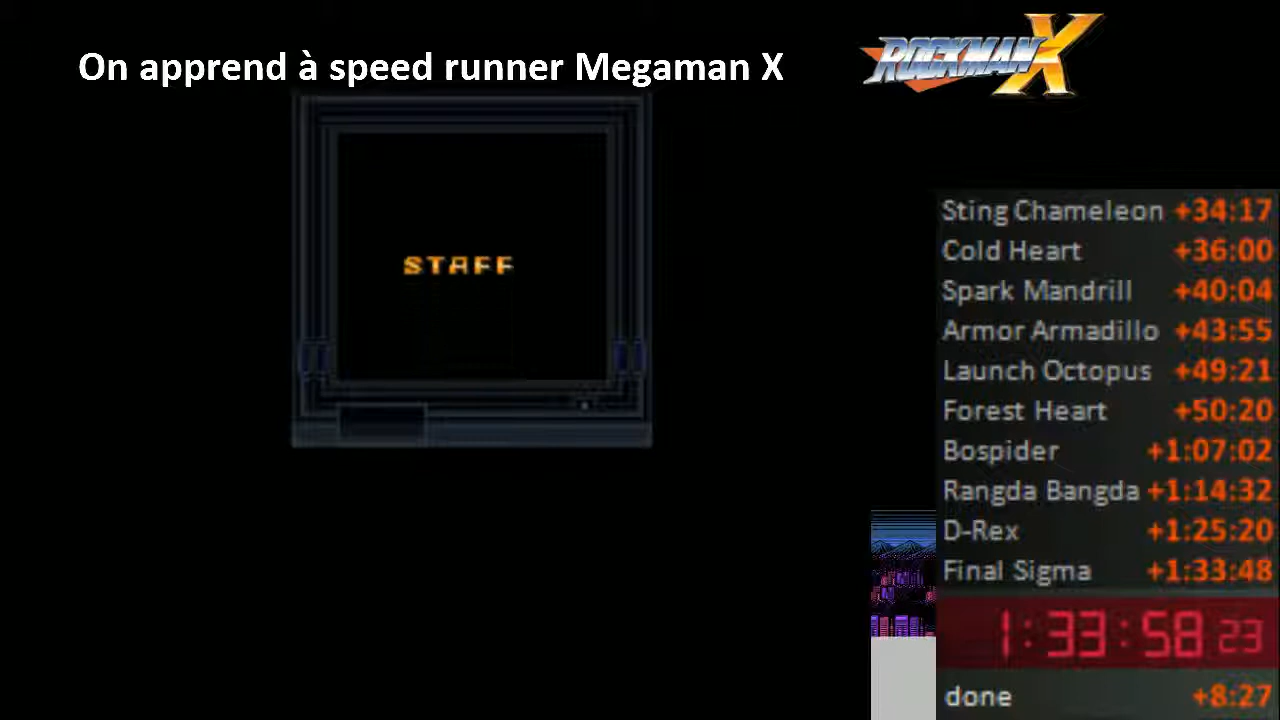 On apprend à speed runner Megaman X
ROCKMAN X
STAFF
Sting Chameleon +34:17
Cold Heart +36:00
Spark Mandrill +40:04
Armor Armadillo +43:55
Launch Octopus +49:21
Forest Heart +50:20
Bospider +1:07:02
Rangda Bangda +1:14:32
D-Rex +1:25:20
Final Sigma +1:33:48
1:33:58 23
done +8:27